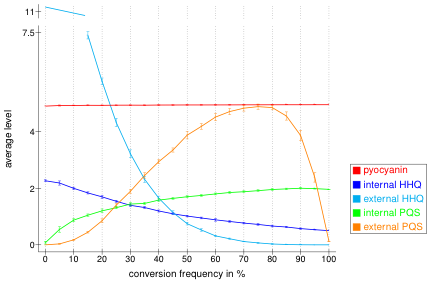 11
7.5
4
2
0
average level
0 10 20 30 40 50 60 70 80 90 100
conversion frequency in %
pyocyanin
internal HHQ
external HHQ
internal PQS
external PQS